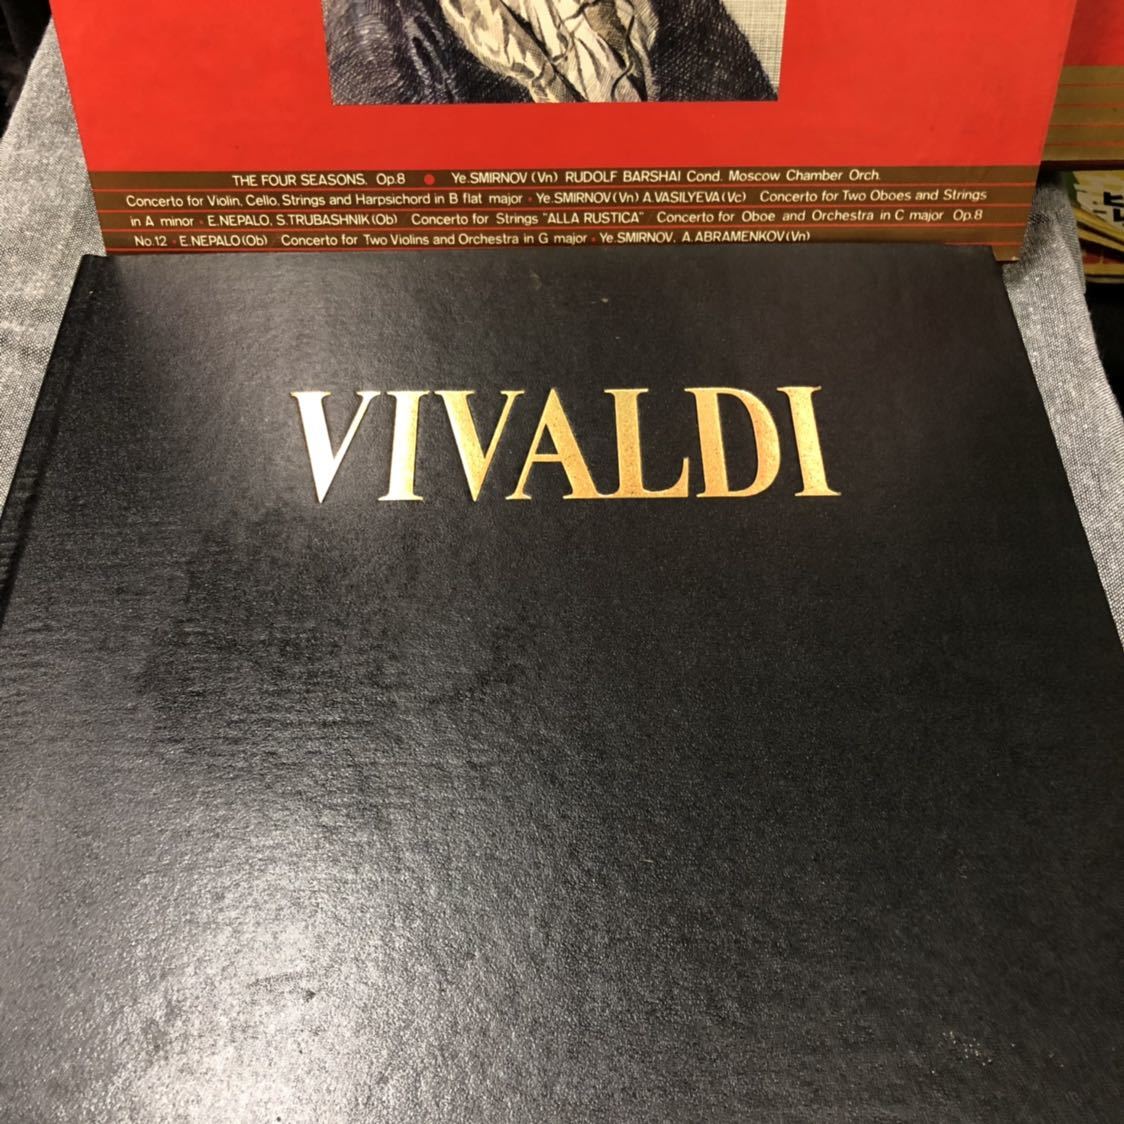 THE FOUR SEASONS. Op.8 ● Ye.SMIRNOV (Vn) RUDOLF BARSHAI Cond. Moscow Chamber Orch.
Concerto for Violin, Cello, Strings and Harpsichord in B flat major • Ye.SMIRNOV(Vn) A.VASILYEVA(Vc) Concerto for Two Oboes and Strings
in A minor • E.NEPALO, S.TRUBASHNIK(Ob) Concerto for Strings "ALLA RUSTICA" Concerto for Oboe and Orchestra in C major Op.8
No.12 • E.NEPALO(Ob) Concerto for Two Violins and Orchestra in G major • Ye.SMIRNOV, A.ABRAMENKOV(Vn)
VIVALDI